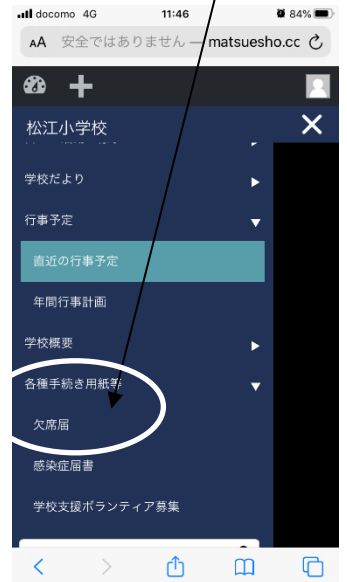 docomo 4G 11:46 84%
AA 安全ではありません — matsuesho.cc
松江小学校
学校だより
行事予定
直近の行事予定
年間行事計画
学校概要
各種手続き用紙等
欠席届
感染症届書
学校支援ボランティア募集